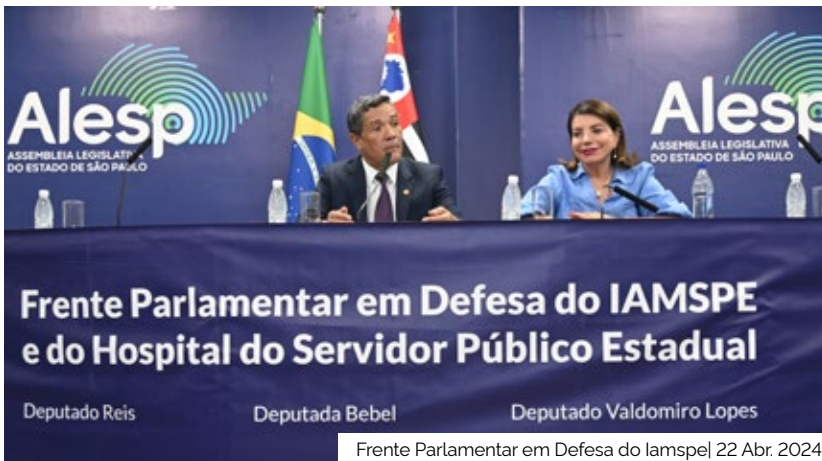 Alesp
ASSEMBLEIA LEGISLATIVA
DO ESTADO DE SÃO PAULO
Alesp
ASSEMBLEIA LEGISLATIVA
DO ESTADO DE SÃO PAULO
Frente Parlamentar em Defesa do IAMSPE
e do Hospital do Servidor Público Estadual
Deputado Reis
Deputada Bebel
Deputado Valdomiro Lopes
Frente Parlamentar em Defesa do Iamspe| 22 Abr. 2024